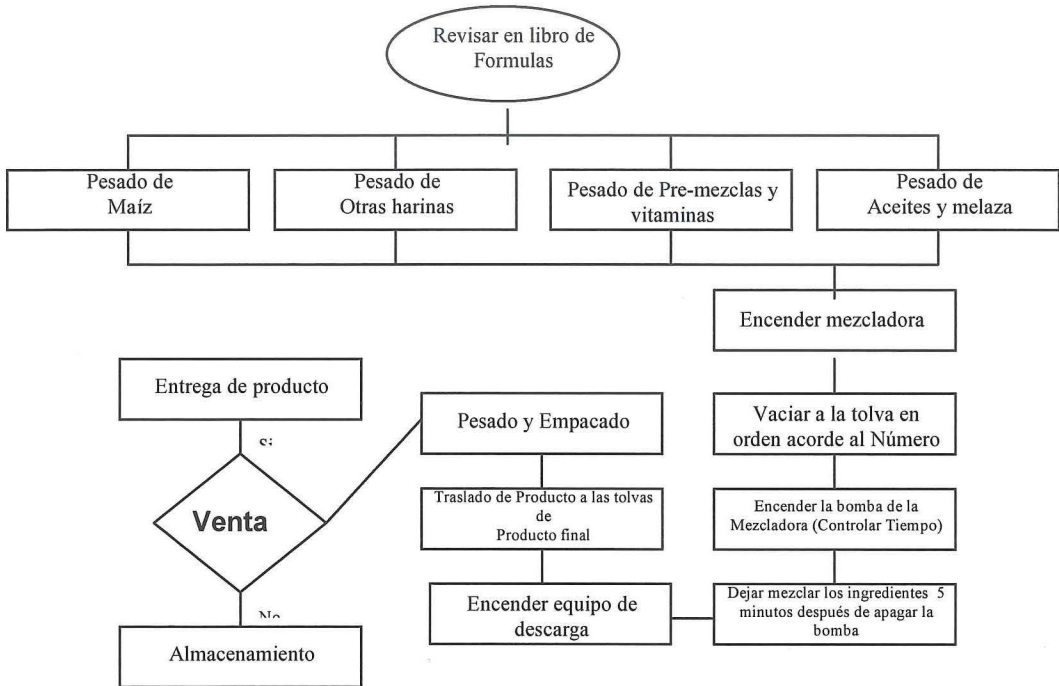 Revisar en libro de
Formulas
Pesado de
Maíz
Pesado de
Otras harinas
Pesado de Pre-mezclas y
vitaminas
Pesado de
Aceites y melaza
Encender mezcladora
Vaciar a la tolva en
orden acorde al Número
Encender la bomba de la
Mezcladora (Controlar Tiempo)
Dejar mezclar los ingredientes 5
minutos después de apagar la
bomba
Encender equipo de
descarga
Traslado de Producto a las tolvas
de
Producto final
Pesado y Empacado
Venta
Entrega de producto
Almacenamiento